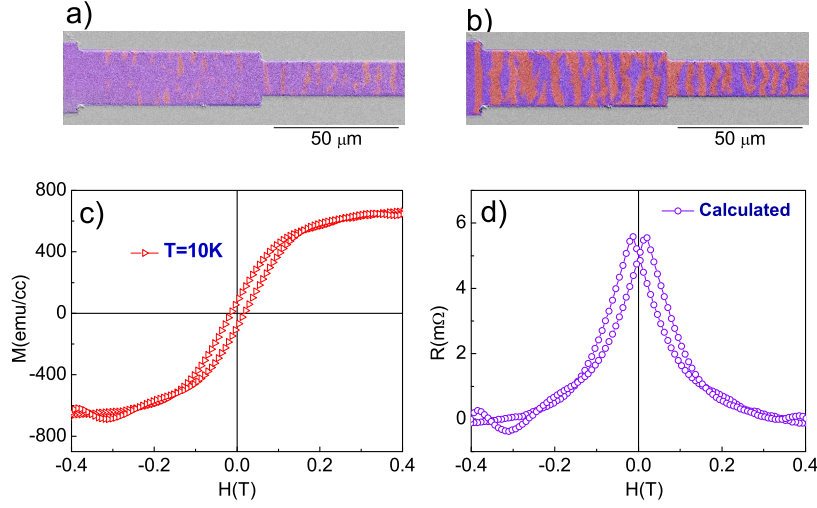 a)
b)
50 μm
50 μm
c)
T=10K
M(emu/cc)
800
400
0
-400
-800
-0.4
-0.2
0.0
0.2
0.4
H(T)
d)
Calculated
R(mΩ)
6
4
2
0
-0.4
-0.2
0.0
0.2
0.4
H(T)